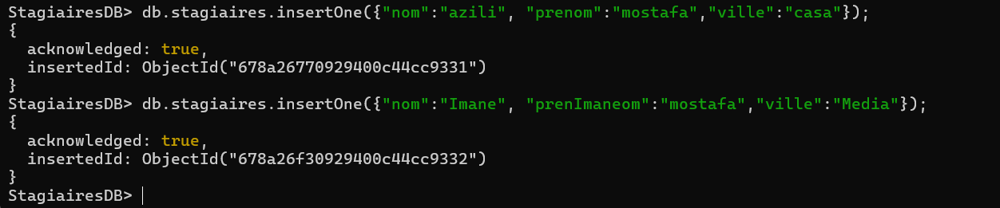 StagiairesDB> db.stagiaires.insertOne({"nom":"azili", "prenom":"mostafa","ville":"casa"});
{
  acknowledged: true,
  insertedId: ObjectId("678a26770929400c44cc9331")
}
StagiairesDB> db.stagiaires.insertOne({"nom":"Imane", "prenImaneom":"mostafa","ville":"Media"});
{
  acknowledged: true,
  insertedId: ObjectId("678a26f30929400c44cc9332")
}
StagiairesDB>